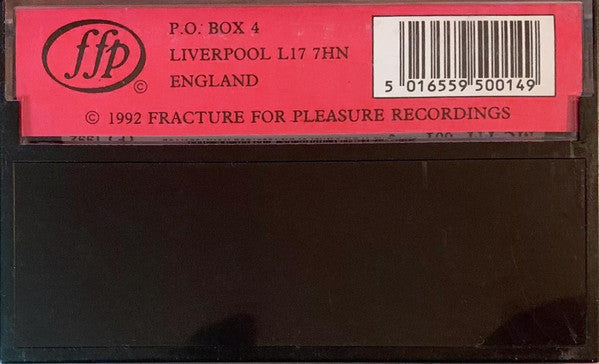 ffp ©
P.O. BOX 4
LIVERPOOL L17 7HN
ENGLAND
5 016559 500149
© 1992 FRACTURE FOR PLEASURE RECORDINGS